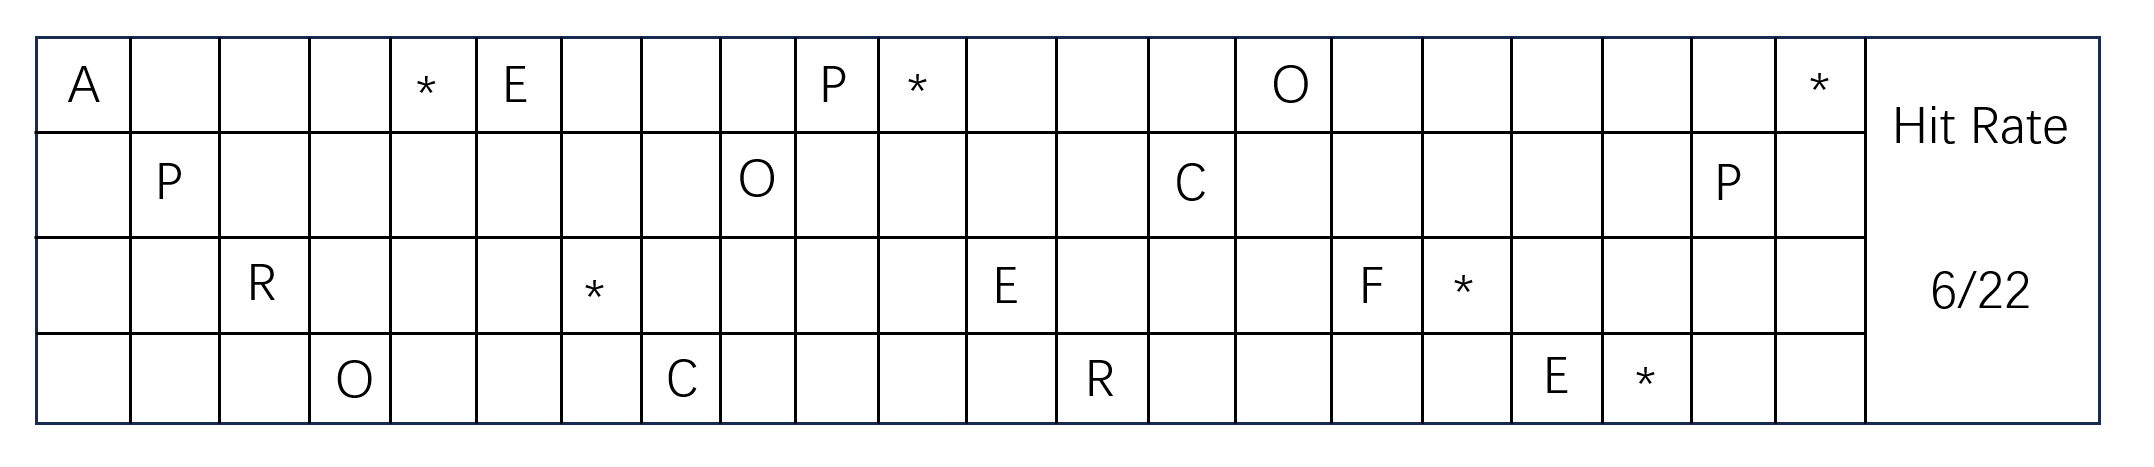 A * E P * O *
P O C P
R * E F *
O C R E *
Hit Rate
6/22